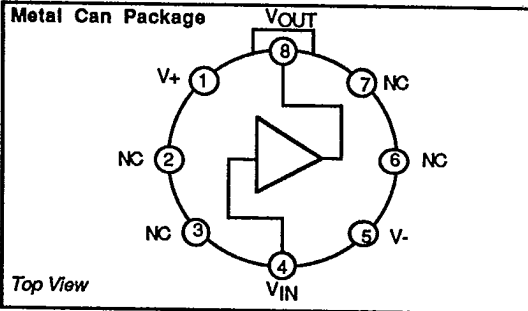 Metal Can Package
VOUT
8
V+ 1
7 NC
NC 2
6 NC
NC 3
5 V-
4
VIN
Top View